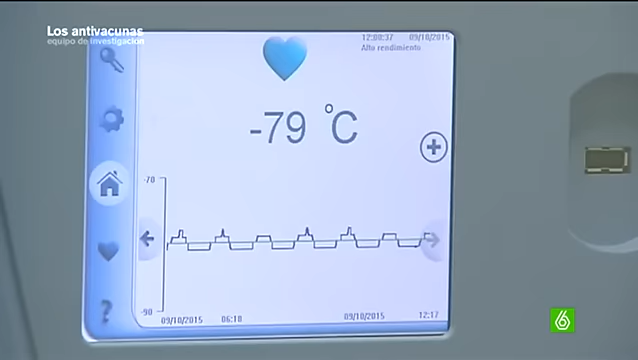 Los antivacunas
equipo de investigación
12:00:37 09/10/2015
Alto rendimiento
-79 °C
-70
-90
09/10/2015 06:18 09/10/2015 12:17
?
6